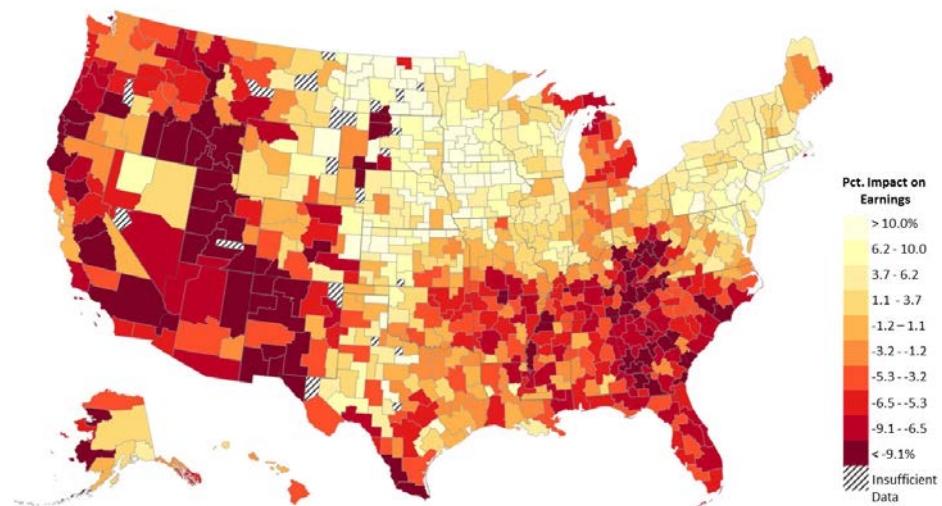 Pct. Impact on
Earnings
> 10.0%
6.2 - 10.0
3.7 - 6.2
1.1 - 3.7
-1.2 – 1.1
-3.2 - -1.2
-5.3 - -3.2
-6.5 - -5.3
-9.1 - -6.5
< -9.1%
Insufficient
Data